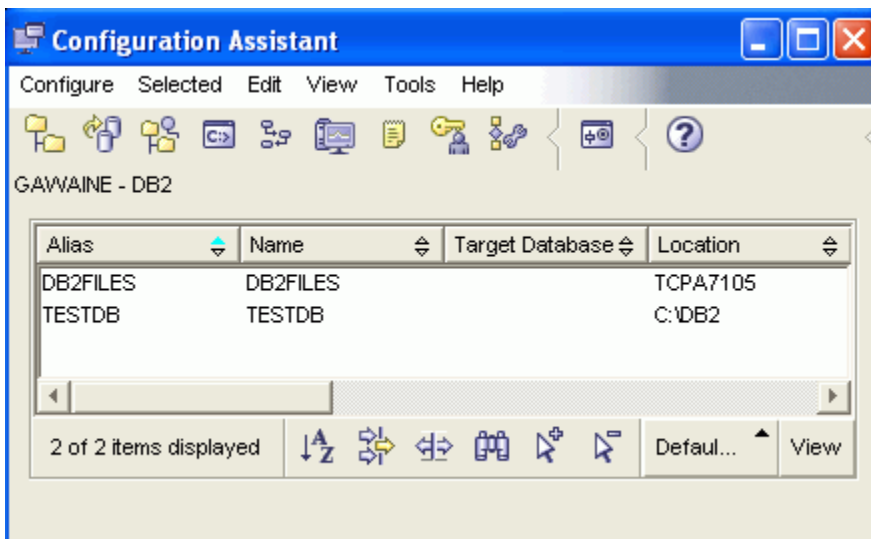 Configuration Assistant
Configure Selected Edit View Tools Help
GAWAINE - DB2
Alias Name Target Database Location
DB2FILES DB2FILES TCPA7105
TESTDB TESTDB C:\DB2
2 of 2 items displayed A Z Defaul... View